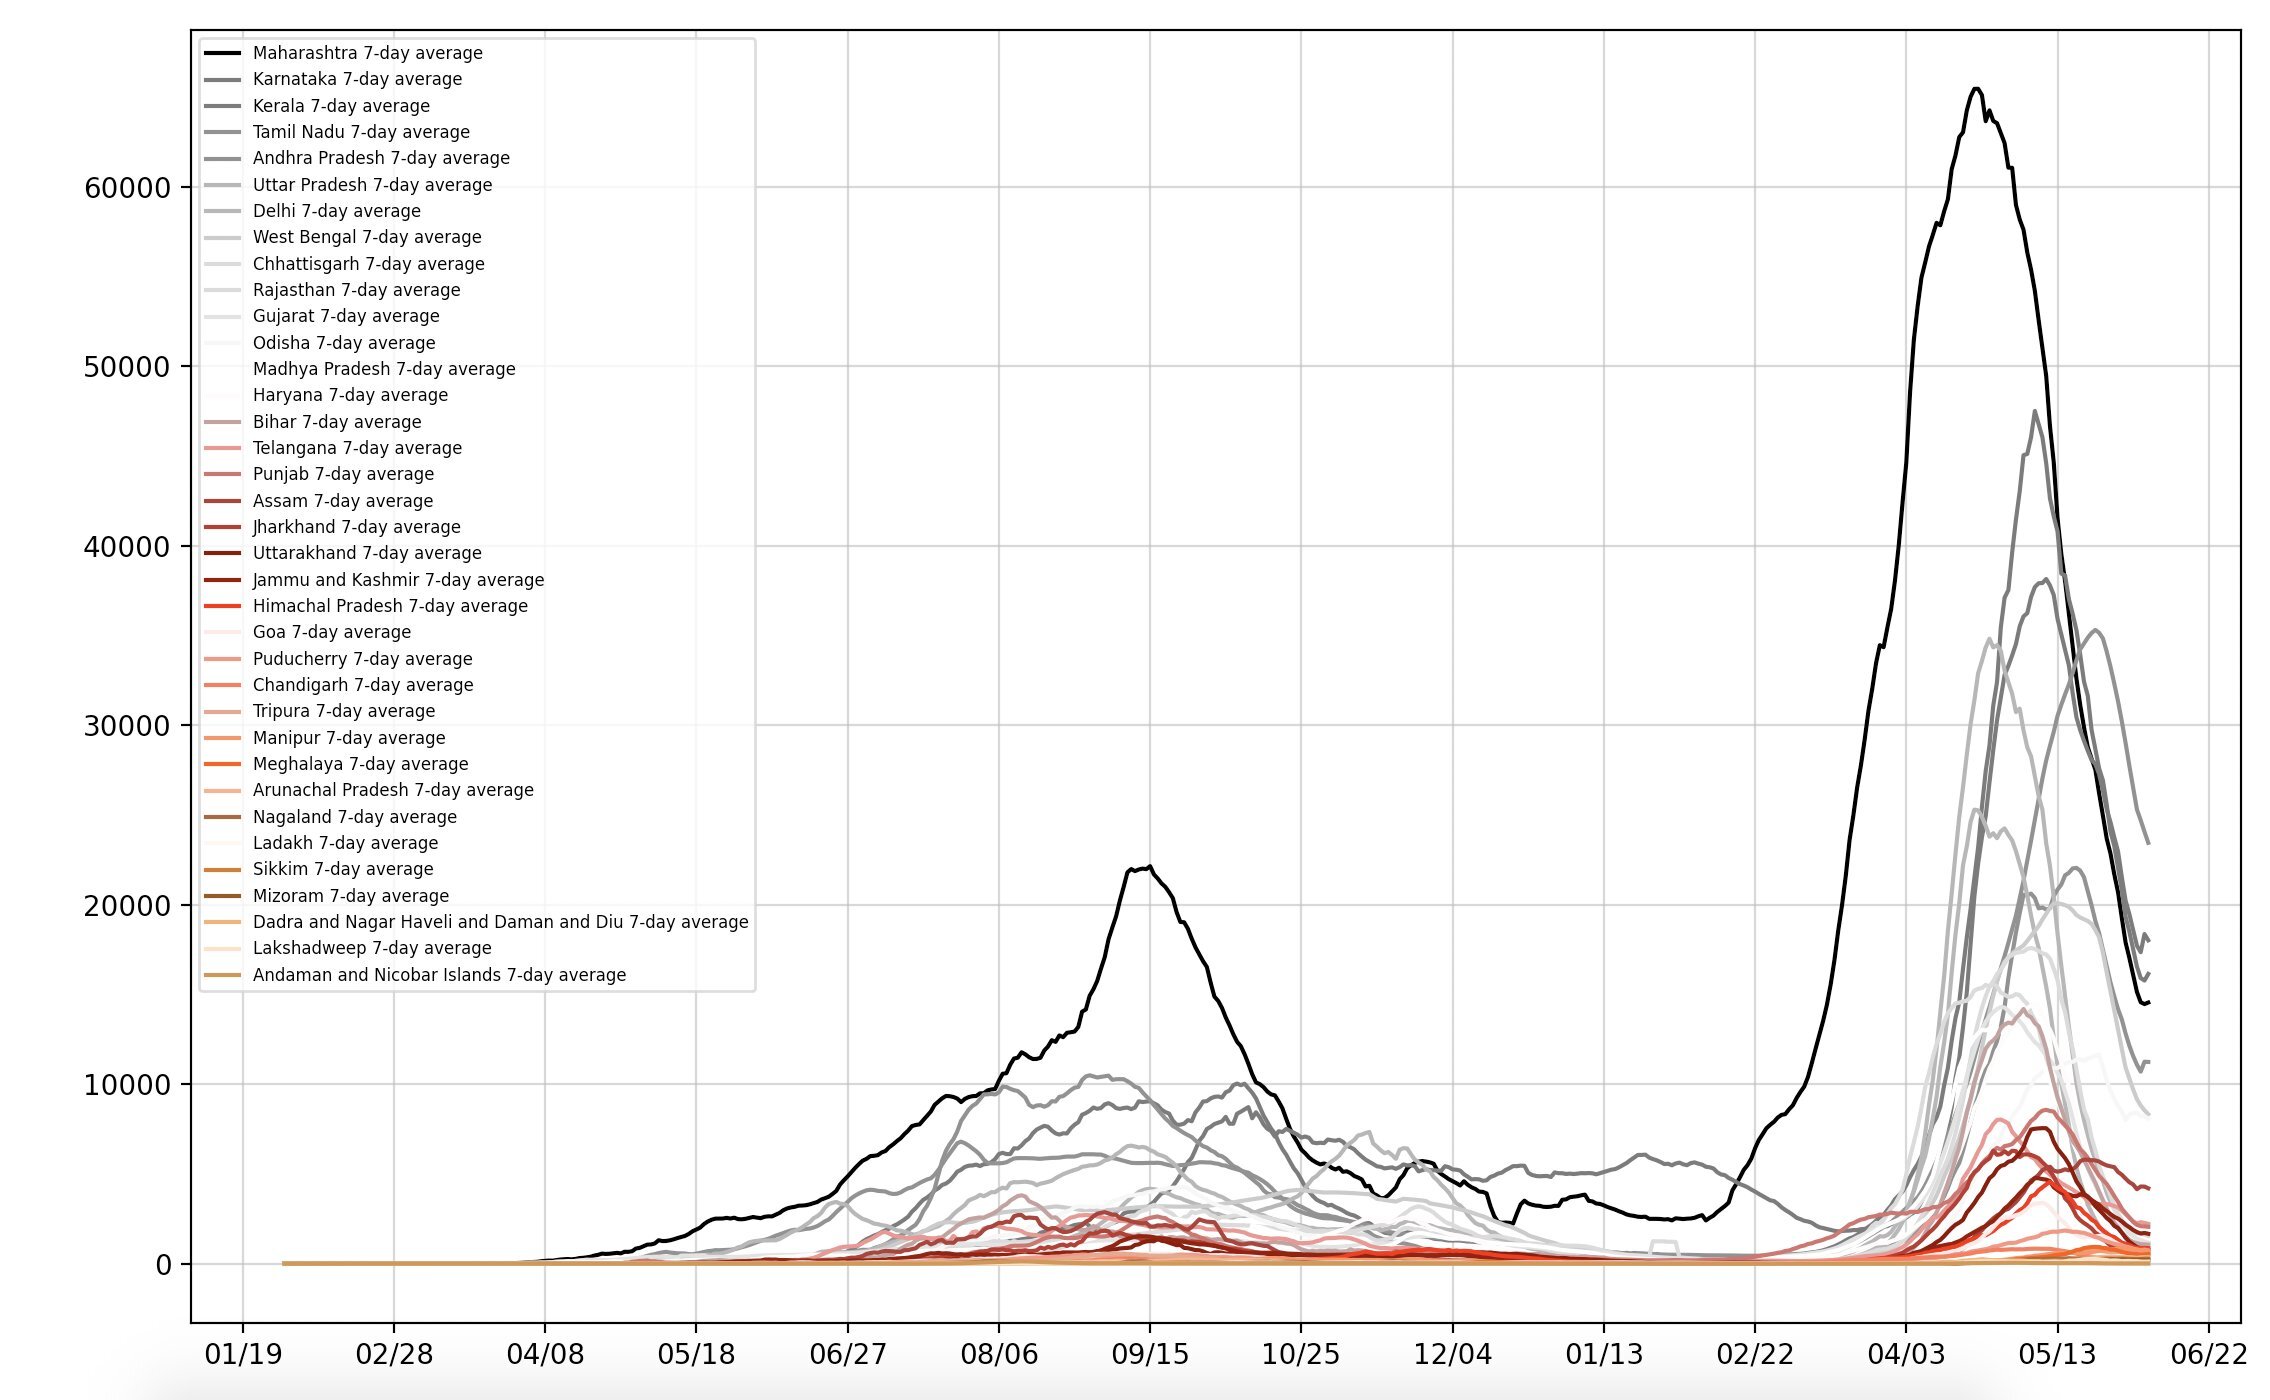 Maharashtra 7-day average
Karnataka 7-day average
Kerala 7-day average
Tamil Nadu 7-day average
Andhra Pradesh 7-day average
Uttar Pradesh 7-day average
Delhi 7-day average
West Bengal 7-day average
Chhattisgarh 7-day average
Rajasthan 7-day average
Gujarat 7-day average
Odisha 7-day average
Madhya Pradesh 7-day average
Haryana 7-day average
Bihar 7-day average
Telangana 7-day average
Punjab 7-day average
Assam 7-day average
Jharkhand 7-day average
Uttarakhand 7-day average
Jammu and Kashmir 7-day average
Himachal Pradesh 7-day average
Goa 7-day average
Puducherry 7-day average
Chandigarh 7-day average
Tripura 7-day average
Manipur 7-day average
Meghalaya 7-day average
Arunachal Pradesh 7-day average
Nagaland 7-day average
Ladakh 7-day average
Sikkim 7-day average
Mizoram 7-day average
Dadra and Nagar Haveli and Daman and Diu 7-day average
Lakshadweep 7-day average
Andaman and Nicobar Islands 7-day average
60000
50000
40000
30000
20000
10000
0
01/19 02/28 04/08 05/18 06/27 08/06 09/15 10/25 12/04 01/13 02/22 04/03 05/13 06/22